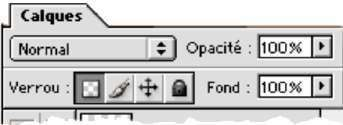 Calques
Normal Opacité : 100%
Verrou : Fond : 100%